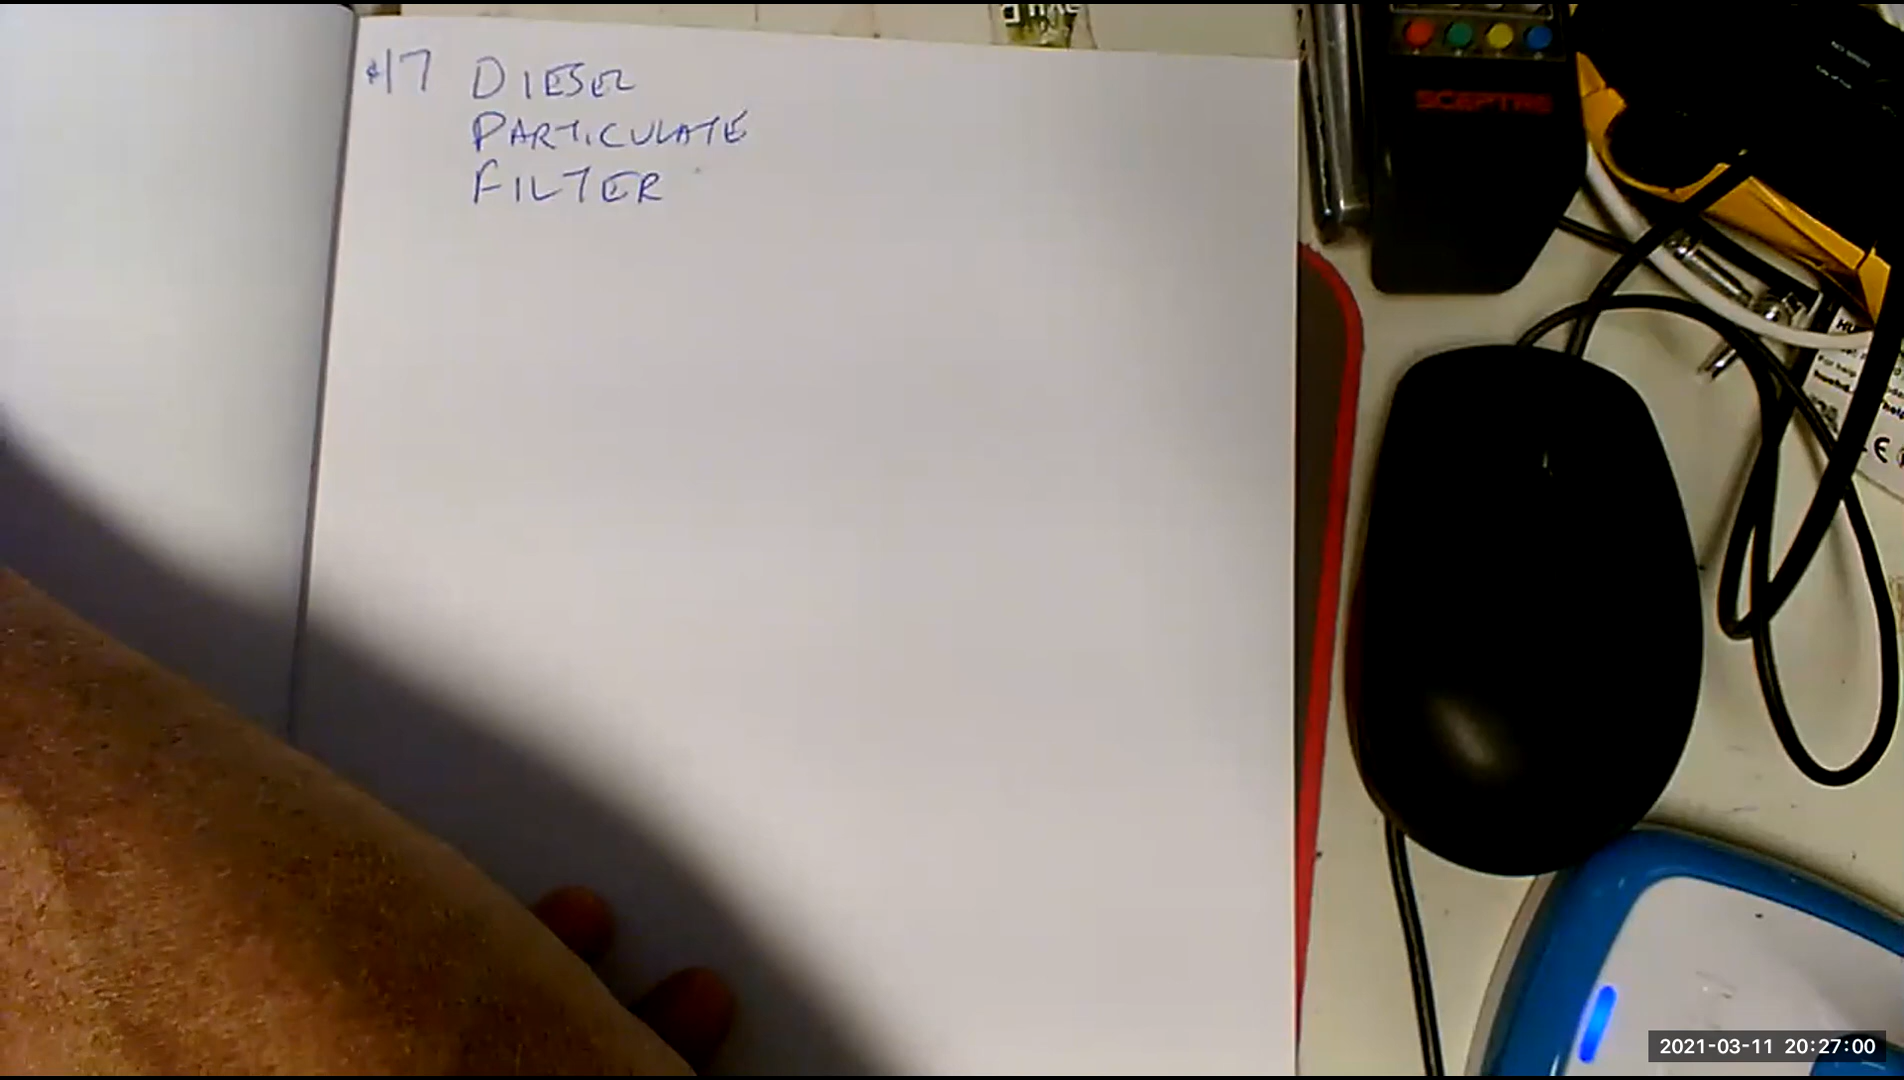 #17 DIESEL
PARTICULATE
FILTER
SCEPTRE
2021-03-11 20:27:00